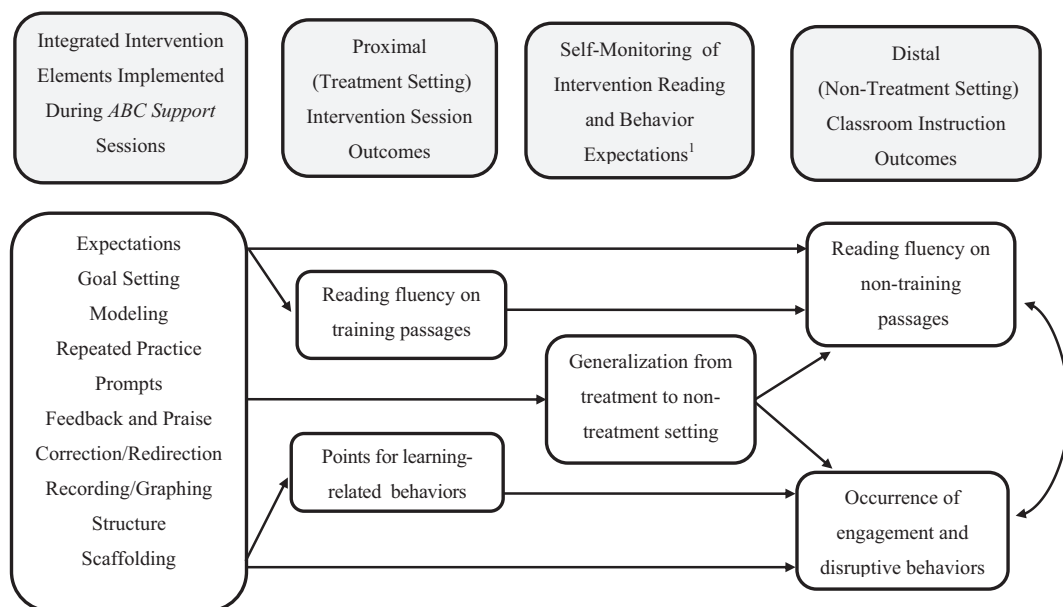 Integrated Intervention
Elements Implemented
During ABC Support
Sessions
Proximal
(Treatment Setting)
Intervention Session
Outcomes
Self-Monitoring of
Intervention Reading
and Behavior
Expectations1
Distal
(Non-Treatment Setting)
Classroom Instruction
Outcomes
Expectations
Goal Setting
Modeling
Repeated Practice
Prompts
Feedback and Praise
Correction/Redirection
Recording/Graphing
Structure
Scaffolding
Reading fluency on
training passages
Points for learning-
related behaviors
Generalization from
treatment to non-
treatment setting
Reading fluency on
non-training
passages
Occurrence of
engagement and
disruptive behaviors